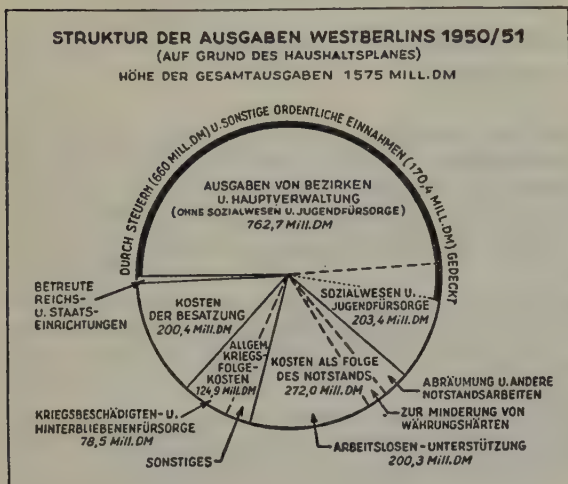 STRUKTUR DER AUSGABEN WESTBERLINS 1950/51
(AUF GRUND DES HAUSHALTSPLANES)
HÖHE DER GESAMTAUSGABEN 1575 MILL.DM
DURCH STEUERN (660 MILL.DM) U. SONSTIGE ORDENTLICHE EINNAHMEN (170,4 MILL.DM) GEDECKT
AUSGABEN VON BEZIRKEN
U. HAUPTVERWALTUNG
(OHNE SOZIALWESEN U. JUGENDFÜRSORGE)
762,7 MILL.DM
BETREUTE
REICHS-
U. STAATS-
EINRICHTUNGEN
KOSTEN
DER BESATZUNG
200,4 Mill.DM
SOZIALWESEN U.
JUGENDFÜRSORGE
203,4 Mill.DM
ALLGEM.
KRIEGS-
FOLGE-
KOSTEN
124,9 Mill.DM
KOSTEN ALS FOLGE
DES NOTSTANDS
272,0 Mill.DM
ABRÄUMUNG U. ANDERE
NOTSTANDSARBEITEN
KRIEGSBESCHÄDIGTEN- U.
HINTERBLIEBENENFÜRSORGE
78,5 Mill.DM
ZUR MINDERUNG VON
WÄHRUNGSHÄRTEN
SONSTIGES
ARBEITSLOSEN-UNTERSTÜTZUNG
200,3 Mill.DM